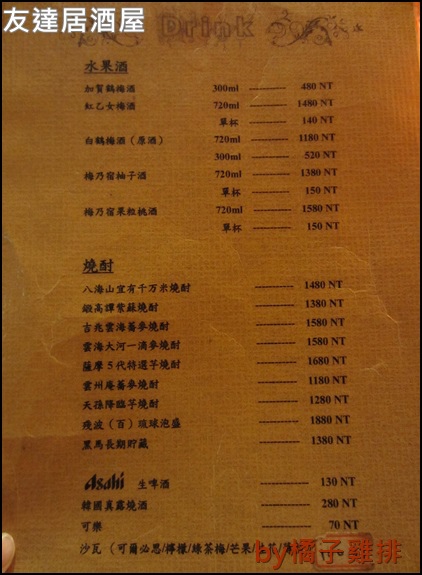 友達居酒屋
Drink
水果酒
加賀鶴梅酒 300ml ---------- 480 NT
紅乙女梅酒 720ml ---------- 1480 NT
單杯 ---------- 140 NT
白鶴梅酒(原酒) 720ml ---------- 1180 NT
300ml ---------- 520 NT
梅乃宿柚子酒 720ml ---------- 1380 NT
單杯 ---------- 150 NT
梅乃宿果粗桃酒 720ml ---------- 1580 NT
單杯 ---------- 150 NT
燒酎
八海山宜有千万米燒酎 ---------- 1480 NT
鍛高譚紫蘇燒酎 ---------- 1380 NT
吉兆雲海蕎麥燒酎 ---------- 1580 NT
雲海大河一滴麥燒酎 ---------- 1580 NT
薩摩5代特選芋燒酎 ---------- 1680 NT
雲州庵蕎麥燒酎 ---------- 1180 NT
天孫降臨芋燒酎 ---------- 1280 NT
殘波(百)琉球泡盛 ---------- 1880 NT
黑馬長期貯藏 ---------- 1380 NT
Asahi 生啤酒 ---------- 130 NT
韓國真露燒酒 ---------- 280 NT
可樂 ---------- 70 NT
沙瓦(可爾必思/檸檬/綠茶梅/芒果/
by橘子雞排